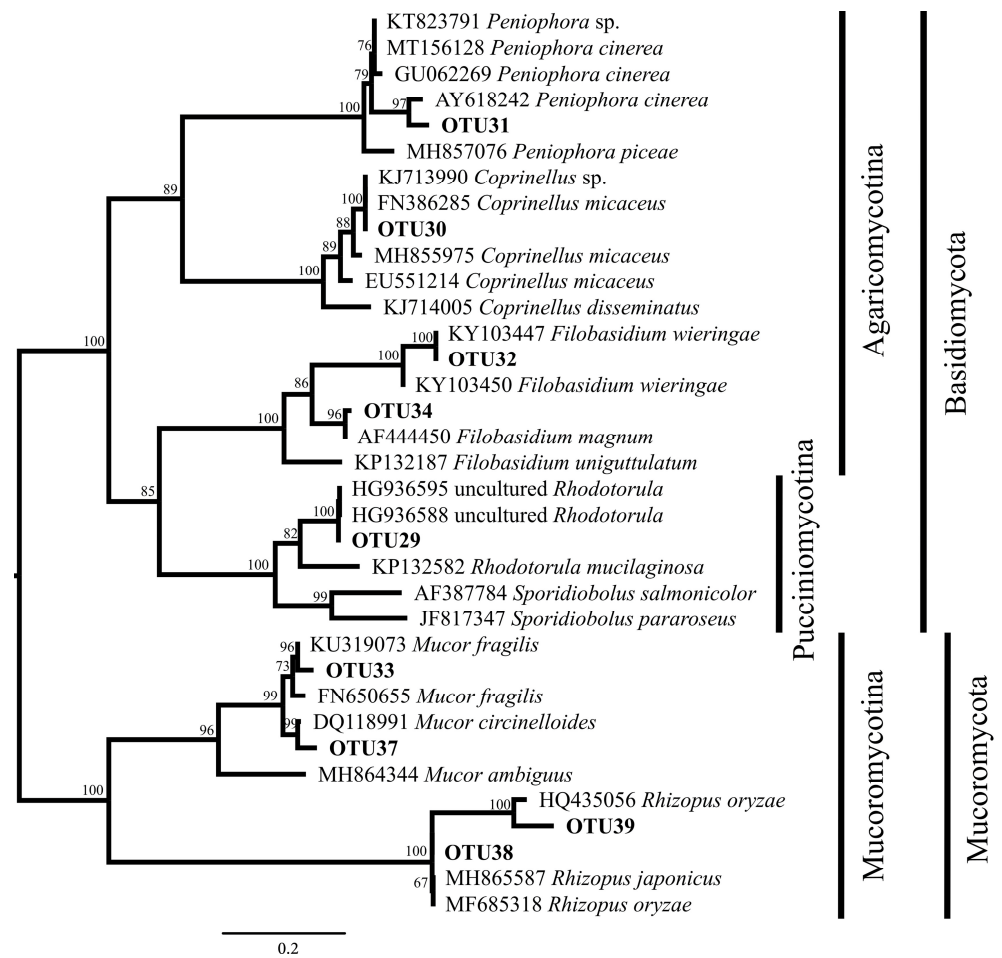 KT823791 Peniophora sp.
76
MT156128 Peniophora cinerea
79
GU062269 Peniophora cinerea
97
AY618242 Peniophora cinerea
100
OTU31
MH857076 Peniophora piceae
89
KJ713990 Coprinellus sp.
100
FN386285 Coprinellus micaceus
88
OTU30
89
MH855975 Coprinellus micaceus
100
EU551214 Coprinellus micaceus
KJ714005 Coprinellus disseminatus
100
100
KY103447 Filobasidium wieringae
100
OTU32
86
KY103450 Filobasidium wieringae
100
96
OTU34
AF444450 Filobasidium magnum
KP132187 Filobasidium uniguttulatum
85
HG936595 uncultured Rhodotorula
100
HG936588 uncultured Rhodotorula
82
OTU29
100
KP132582 Rhodotorula mucilaginosa
99
AF387784 Sporidiobolus salmonicolor
JF817347 Sporidiobolus pararoseus
96
KU319073 Mucor fragilis
73
OTU33
99
FN650655 Mucor fragilis
99
DQ118991 Mucor circinelloides
96
OTU37
MH864344 Mucor ambiguus
100
100
HQ435056 Rhizopus oryzae
OTU39
100
OTU38
67
MH865587 Rhizopus japonicus
MF685318 Rhizopus oryzae
Agaricomycotina
Basidiomycota
Pucciniomycotina
Mucoromycotina
Mucoromycota
0.2